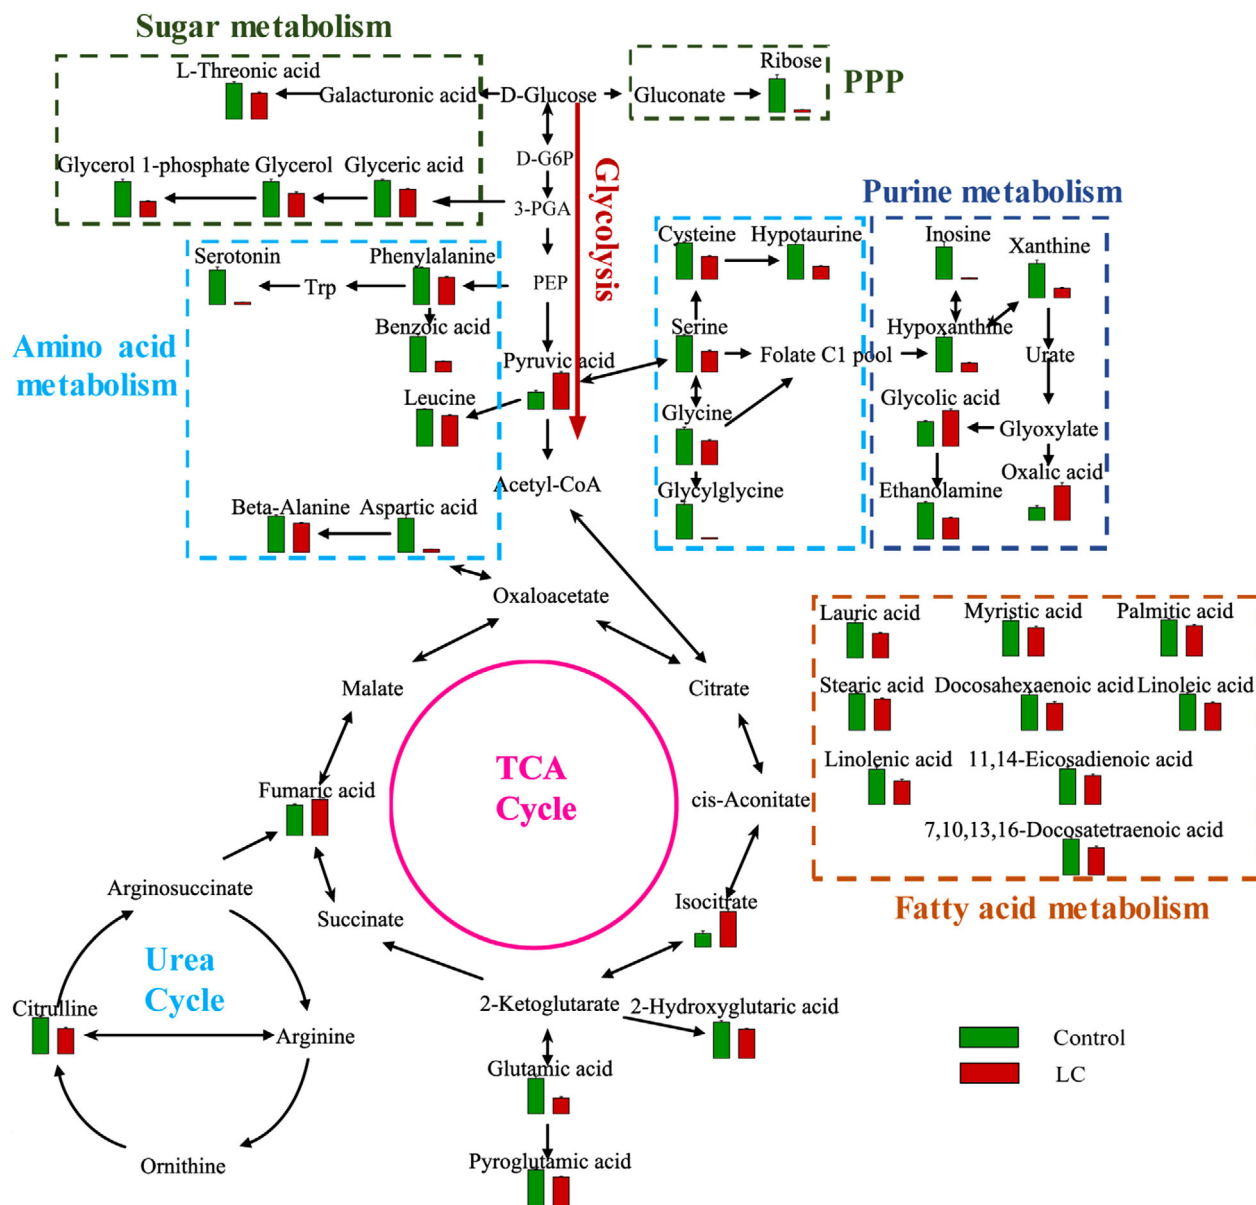 Sugar metabolism
L-Threonic acid
Galacturonic acid
D-Glucose
Gluconate
Ribose
PPP
D-G6P
Glycerol 1-phosphate
Glycerol
Glyceric acid
3-PGA
Glycolysis
Purine metabolism
Serotonin
Phenylalanine
Trp
PEP
Cysteine
Hypotaurine
Inosine
Xanthine
Benzoic acid
Amino acid
metabolism
Pyruvic acid
Serine
Folate C1 pool
Hypoxanthine
Urate
Leucine
Glycine
Glycolic acid
Glyoxylate
Acetyl-CoA
Glycylglycine
Ethanolamine
Oxalic acid
Beta-Alanine
Aspartic acid
Oxaloacetate
Lauric acid
Myristic acid
Palmitic acid
Malate
Citrate
Stearic acid
Docosahexaenoic acid
Linoleic acid
TCA
Cycle
Linolenic acid
11,14-Eicosadienoic acid
Fumaric acid
cis-Aconitate
7,10,13,16-Docosatetraenoic acid
Fatty acid metabolism
Arginosuccinate
Succinate
Isocitrate
Urea
Cycle
Citrulline
Arginine
2-Ketoglutarate
2-Hydroxyglutaric acid
Control
LC
Glutamic acid
Ornithine
Pyroglutamic acid